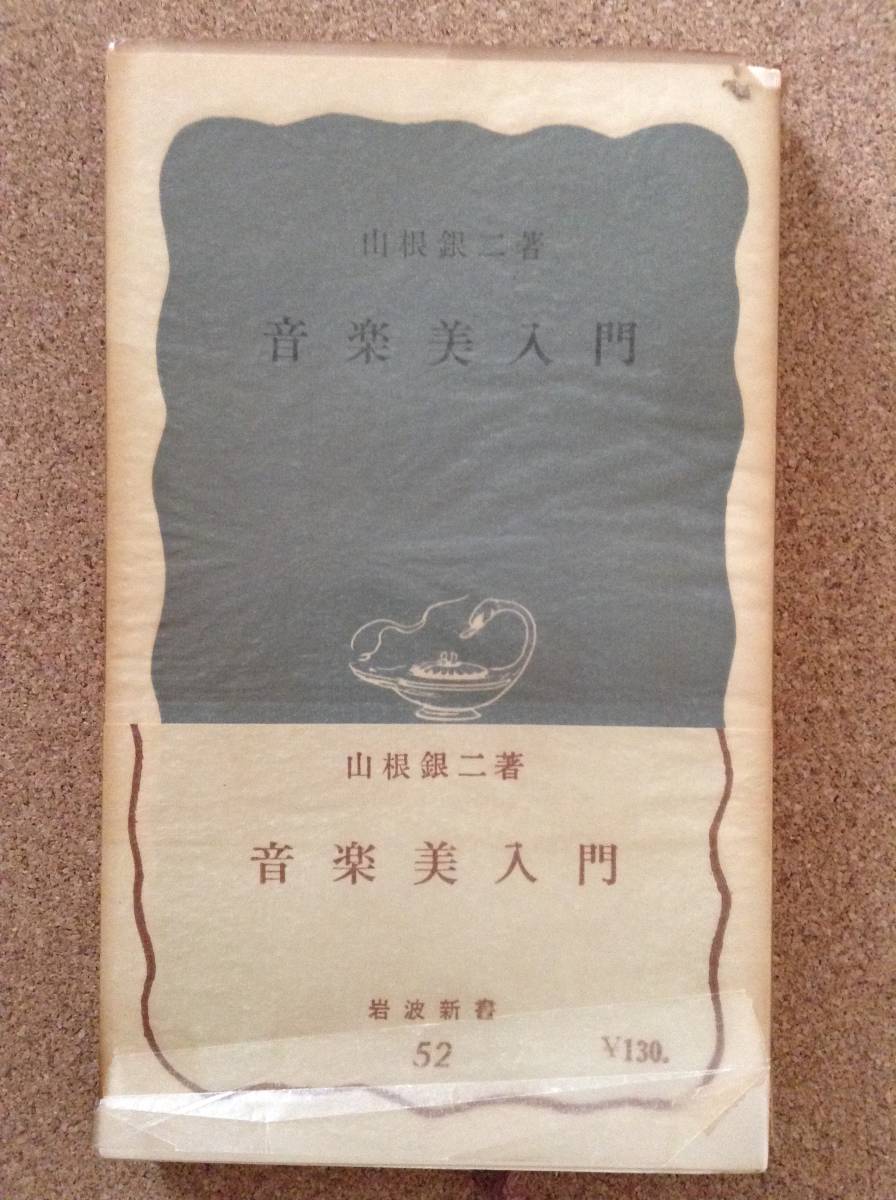 山根銀二著
音楽美入門
山根銀二著
音楽美入門
岩波新書
52
¥130.